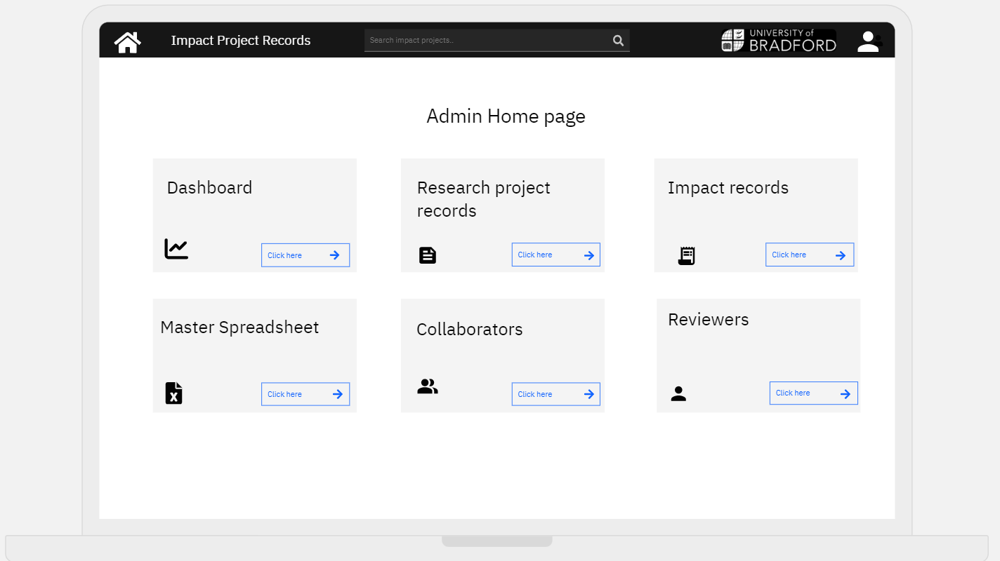 Impact Project Records
Search impact projects..
UNIVERSITY of
BRADFORD
Admin Home page
Dashboard
Click here
Research project
records
Click here
Impact records
Click here
Master Spreadsheet
X
Click here
Collaborators
Click here
Reviewers
Click here